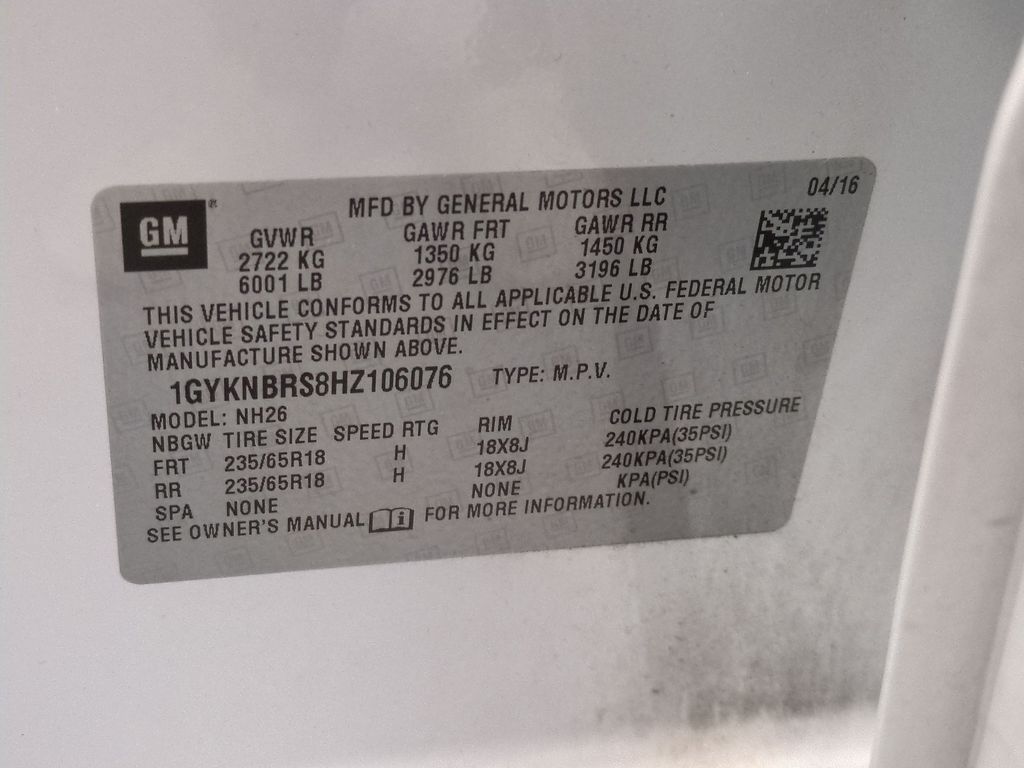 GM®
MFD BY GENERAL MOTORS LLC 04/16
GVWR GAWR FRT GAWR RR
2722 KG 1350 KG 1450 KG
6001 LB 2976 LB 3196 LB
THIS VEHICLE CONFORMS TO ALL APPLICABLE U.S. FEDERAL MOTOR
VEHICLE SAFETY STANDARDS IN EFFECT ON THE DATE OF
MANUFACTURE SHOWN ABOVE.
1GYKNBRS8HZ106076 TYPE: M.P.V.
MODEL: NH26
NBGW TIRE SIZE SPEED RTG RIM COLD TIRE PRESSURE
FRT 235/65R18 H 18X8J 240KPA(35PSI)
RR 235/65R18 H 18X8J 240KPA(35PSI)
SPA NONE NONE KPA(PSI)
SEE OWNER'S MANUAL i FOR MORE INFORMATION.